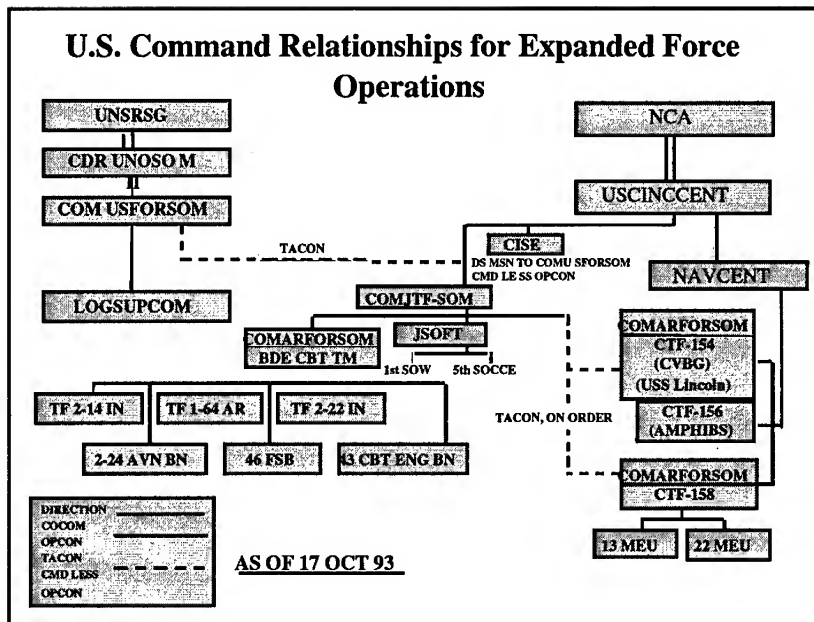 U.S. Command Relationships for Expanded Force
Operations
UNSRSG
CDR UNOSO M
II
COM USFORSOM
LOGSUPCOM
NCA
USCINCCENT
NAVCENT
TACON
CISE
DS MSN TO COMU SFORSOM
CMD LE SS OPCON
COMJTF-SOM
COMARFORSOM
BDE CBT TM
JSOFT
1st SOW
5th SOCCE
TF 2-14 IN
TF 1-64 AR
TF 2-22 IN
2-24 AVN BN
46 FSB
43 CBT ENG BN
TACON, ON ORDER
COMARFORSOM
CTF-154
(CVBG)
(USS Lincoln)
CTF-156
(AMPHIBS)
COMARFORSOM
CTF-158
13 MEU
22 MEU
DIRECTION
COCOM
OPCON
TACON
CMD LESS
OPCON
AS OF 17 OCT 93